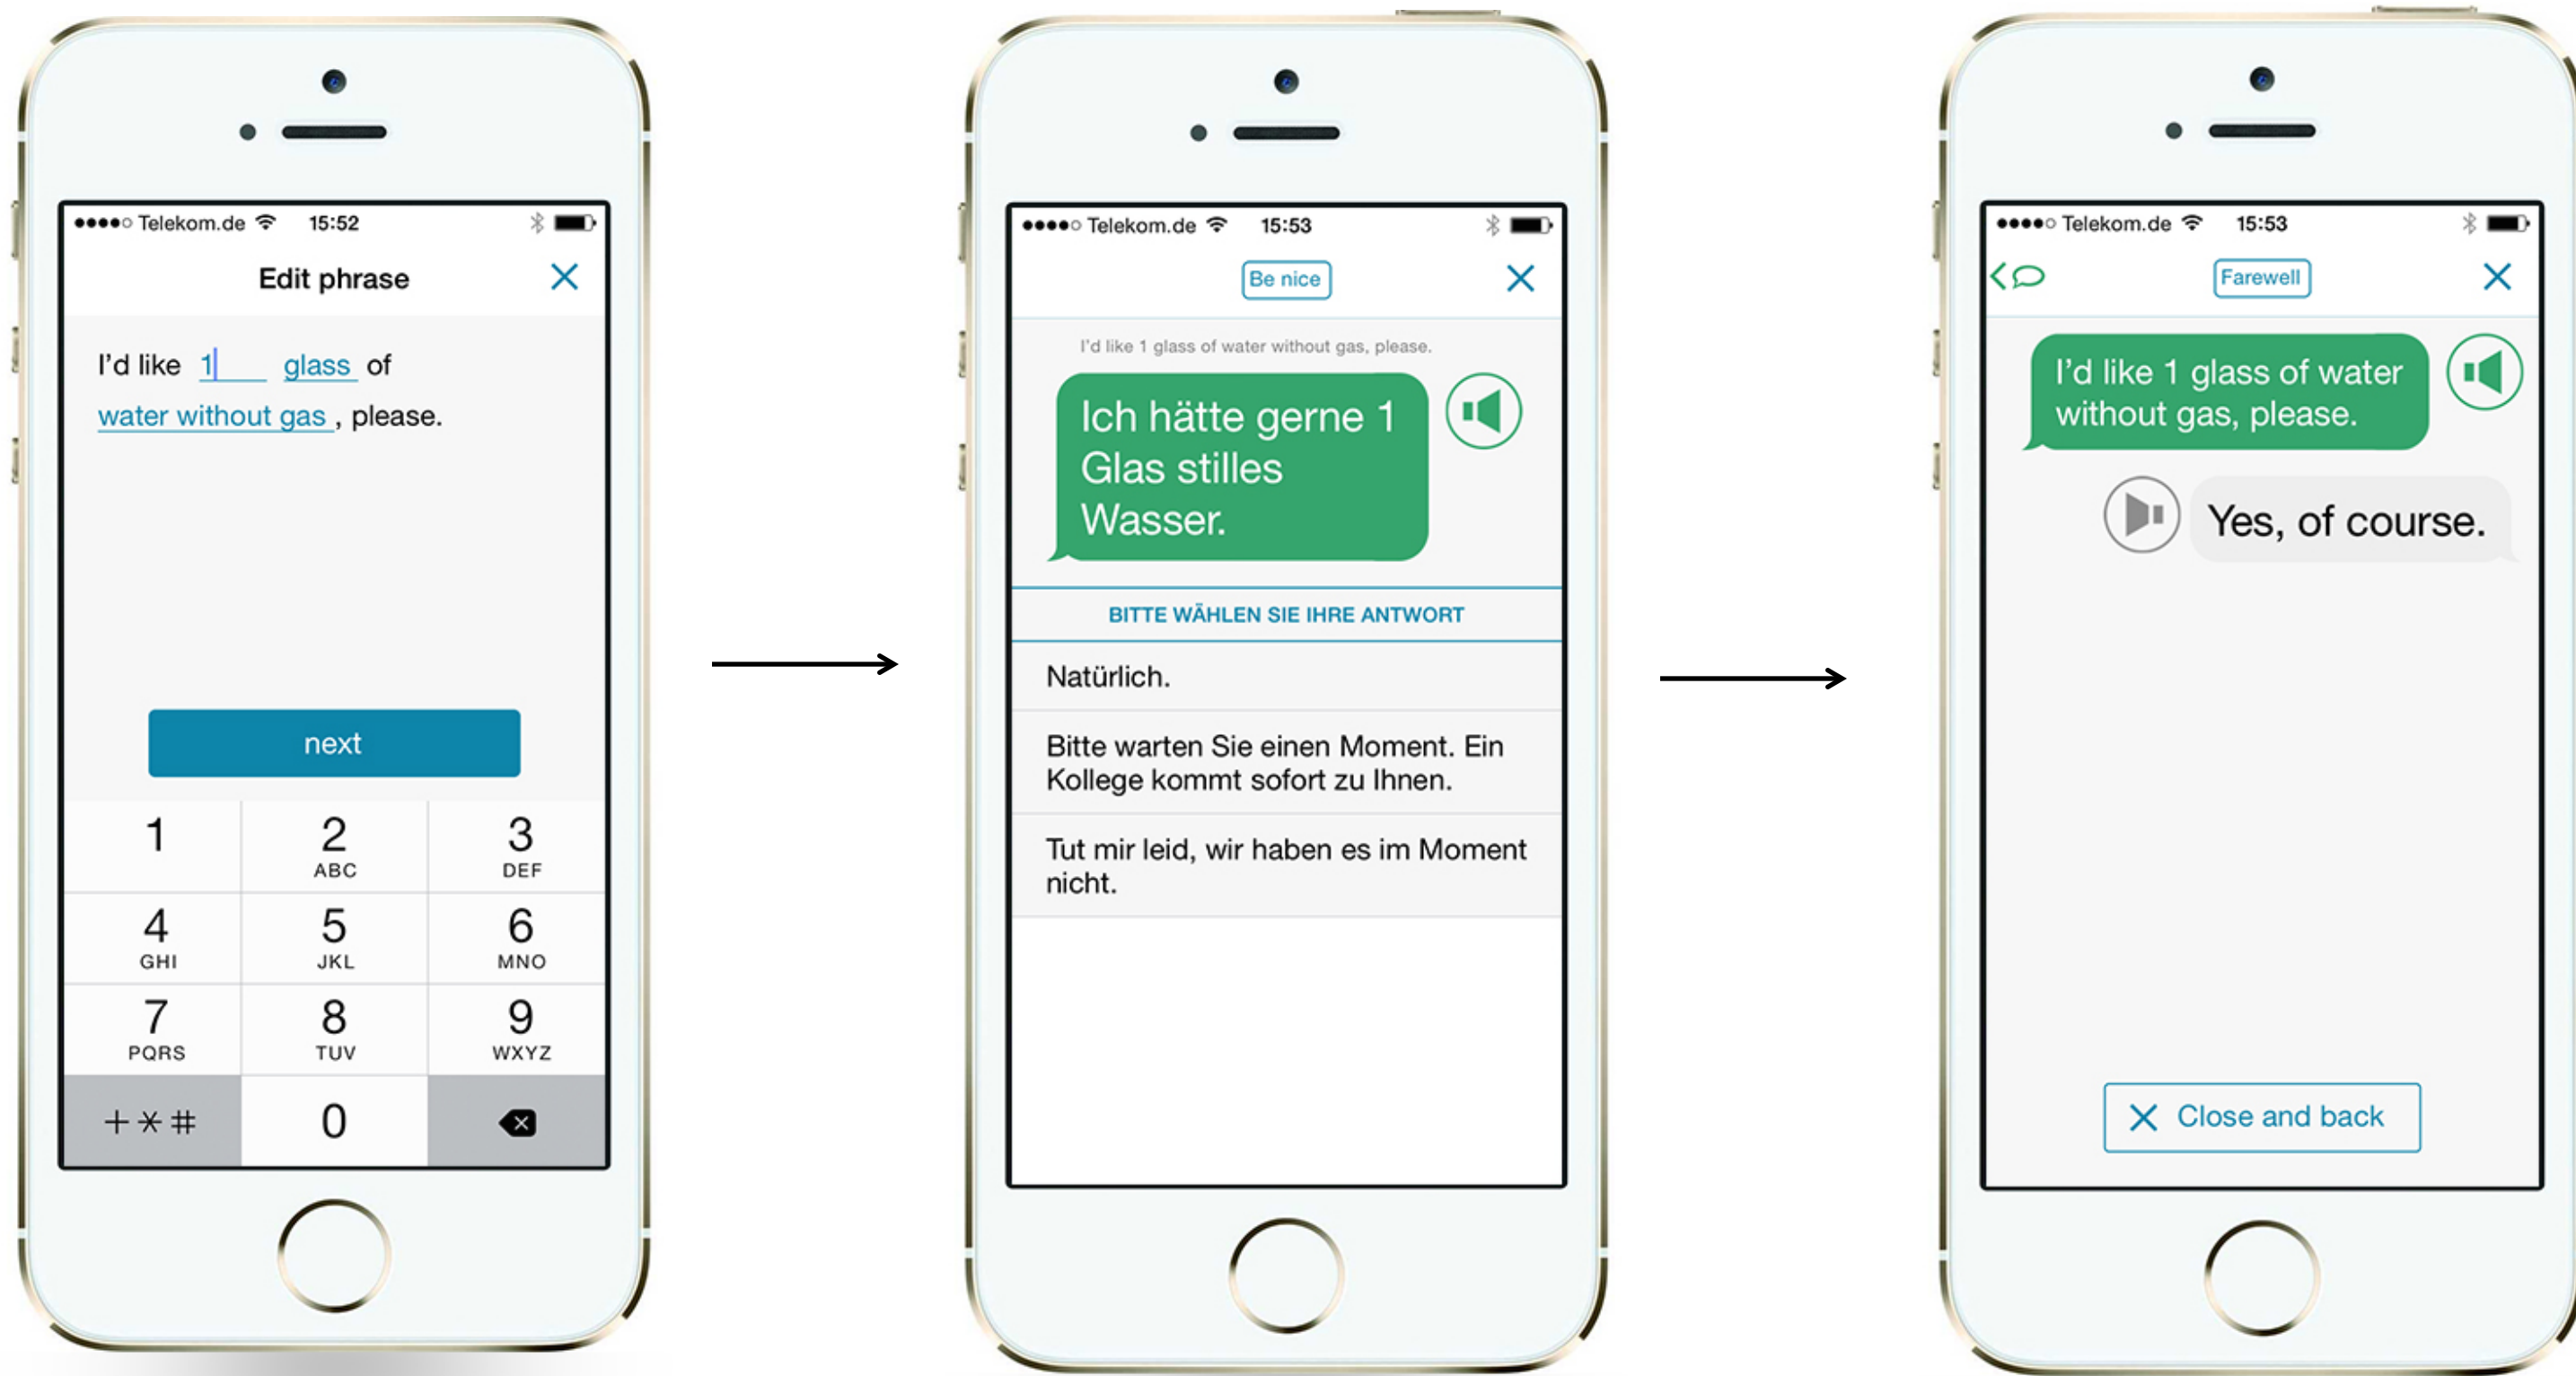 ●●●●○ Telekom.de 15:52
Edit phrase
I'd like 1 glass of
water without gas , please.
next
1 2 3
ABC DEF
4 5 6
GHI JKL MNO
7 8 9
PQRS TUV WXYZ
+*# 0
●●●●○ Telekom.de 15:53
Be nice
I'd like 1 glass of water without gas, please.
Ich hätte gerne 1
Glas stilles
Wasser.
BITTE WÄHLEN SIE IHRE ANTWORT
Natürlich.
Bitte warten Sie einen Moment. Ein
Kollege kommt sofort zu Ihnen.
Tut mir leid, wir haben es im Moment
nicht.
●●●●○ Telekom.de 15:53
Farewell
I'd like 1 glass of water
without gas, please.
Yes, of course.
Close and back